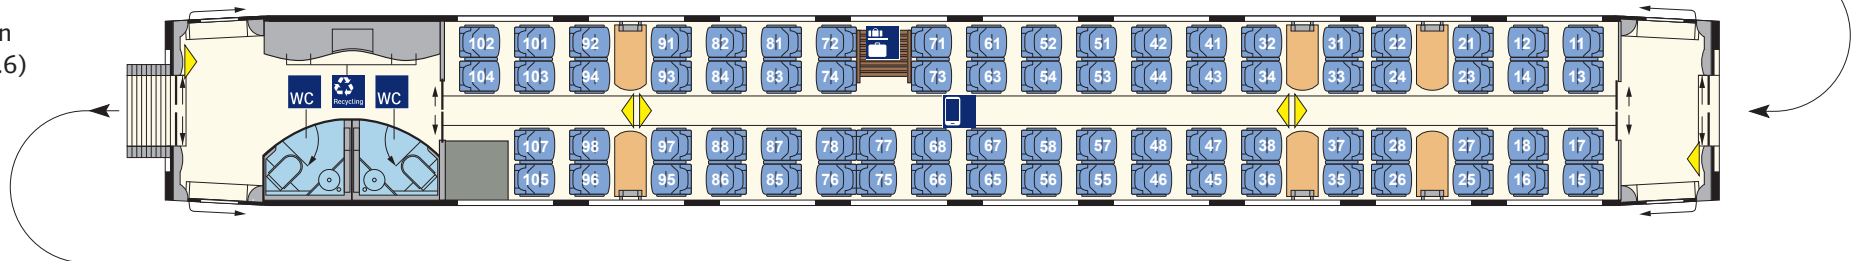 n
.6)
102 101 92 91 82 81 72 71 61 52 51 42 41 32 31 22 21 12 11
104 103 94 93 84 83 74 73 63 54 53 44 43 34 33 24 23 14 13
WC Recycling WC
107 98 97 88 87 78 77 68 67 58 57 48 47 38 37 28 27 18 17
105 96 95 86 85 76 75 66 65 56 55 46 45 36 35 26 25 16 15